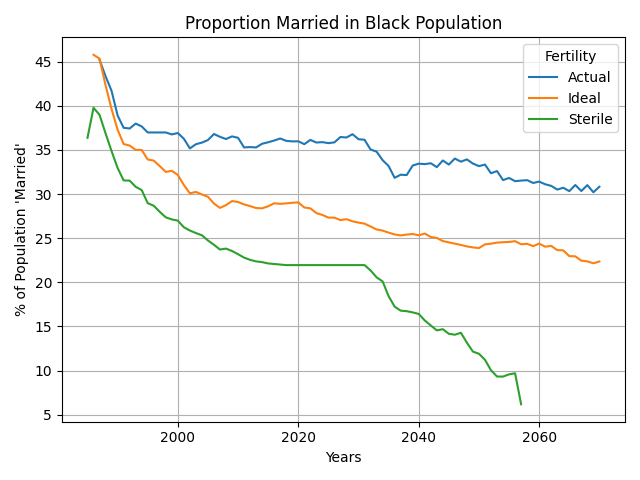 Proportion Married in Black Population
% of Population 'Married'
45
40
35
30
25
20
15
10
5
Fertility
Actual
Ideal
Sterile
2000 2020 2040 2060
Years